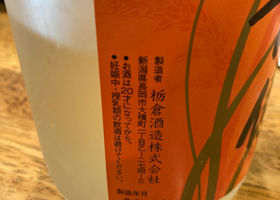 製造者 栃倉酒造株式会社
新潟県長岡市大積町一丁目乙一二七四-三
●お酒は20才になってから。
●妊娠中・授乳期の飲酒は避けてください。
製造年月